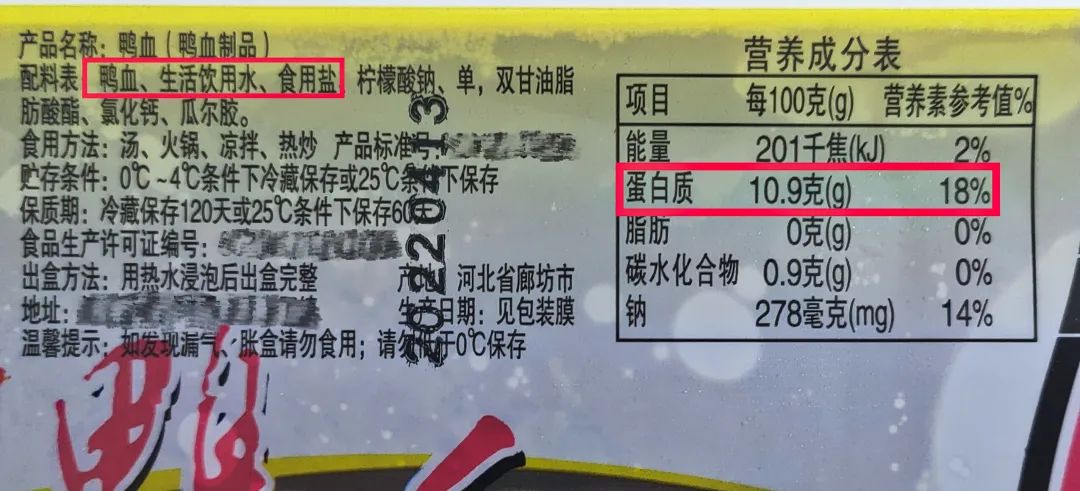 产品名称：鸭血（鸭血制品）
配料表：鸭血、生活饮用水、食用盐、柠檬酸钠、单，双甘油脂
肪酸酯、氯化钙、瓜尔胶。
食用方法：汤、火锅、凉拌、热炒 产品标准号：
贮存条件：0℃～4℃条件下冷藏保存或25℃条件下保存
保质期：冷藏保存120天或25℃条件下保存60
食品生产许可证编号：
出盒方法：用热水浸泡后出盒完整 产 河北省廊坊市
地址： 生产日期：见包装膜
温馨提示：如发现漏气、胀盒请勿食用；请勿低于0℃保存
20220413
营养成分表
项目 每100克(g) 营养素参考值%
能量 201千焦(kJ) 2%
蛋白质 10.9克(g) 18%
脂肪 0克(g) 0%
碳水化合物 0.9克(g) 0%
钠 278毫克(mg) 14%